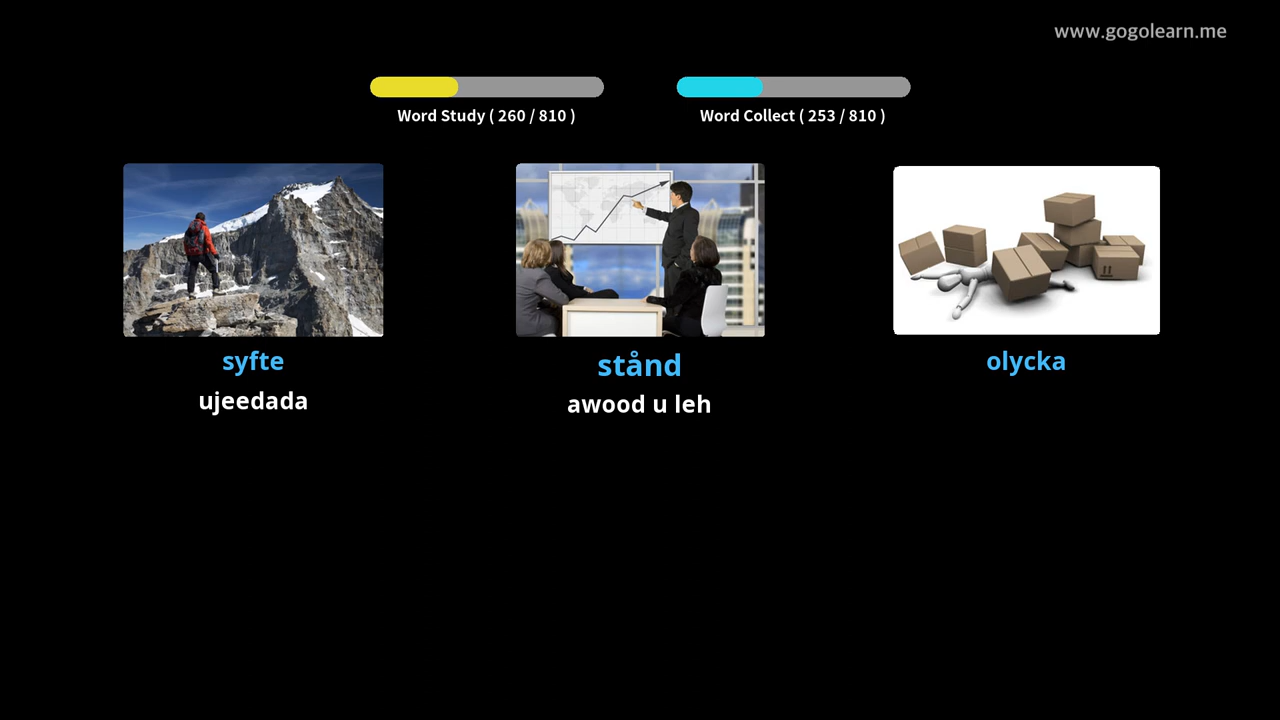 www.gogolearn.me
Word Study ( 260 / 810 )
Word Collect ( 253 / 810 )
syfte
stånd
olycka
ujeedada
awood u leh